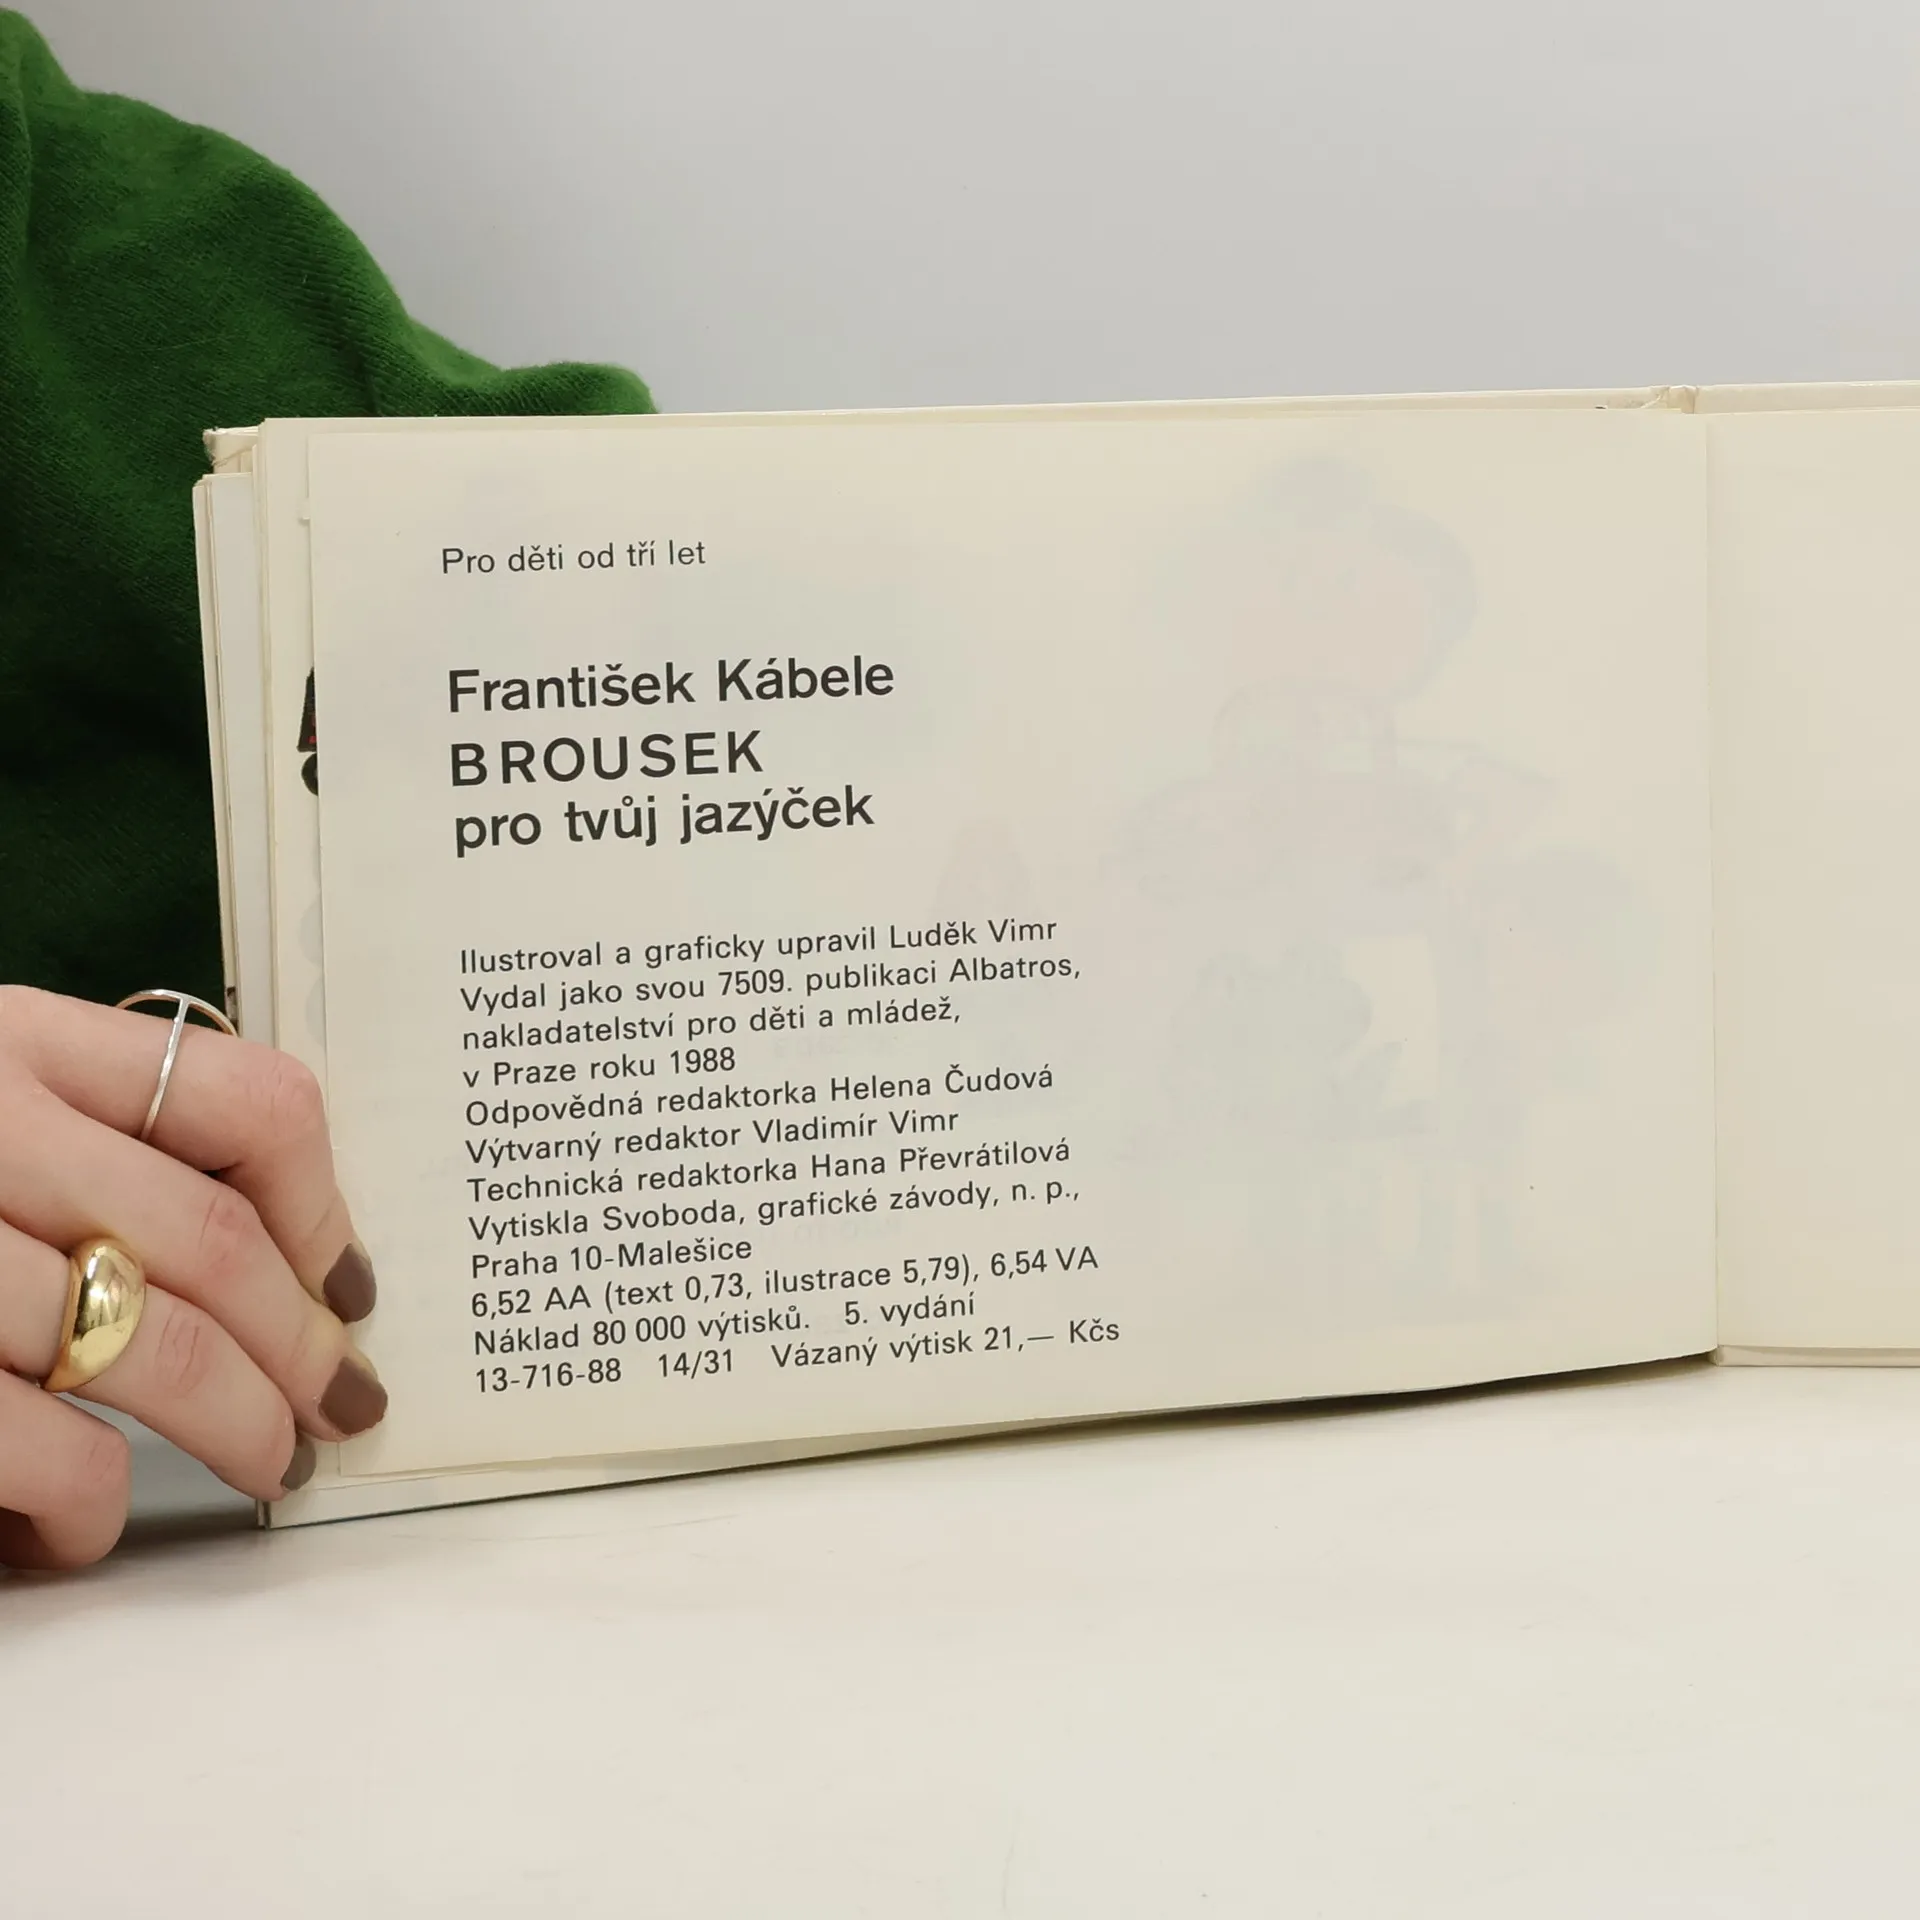 Pro děti od tří let
František Kábele
BROUSEK
pro tvůj jazýček
Ilustroval a graficky upravil Luděk Vimr
Vydal jako svou 7509. publikaci Albatros,
nakladatelství pro děti a mládež,
v Praze roku 1988
Odpovědná redaktorka Helena Čudová
Výtvarný redaktor Vladimír Vimr
Technická redaktorka Hana Převrátilová
Vytiskla Svoboda, grafické závody, n. p.,
Praha 10-Malešice
6,52 AA (text 0,73, ilustrace 5,79), 6,54 VA
Náklad 80 000 výtisků. 5. vydání
13-716-88 14/31 Vázaný výtisk 21,— Kčs